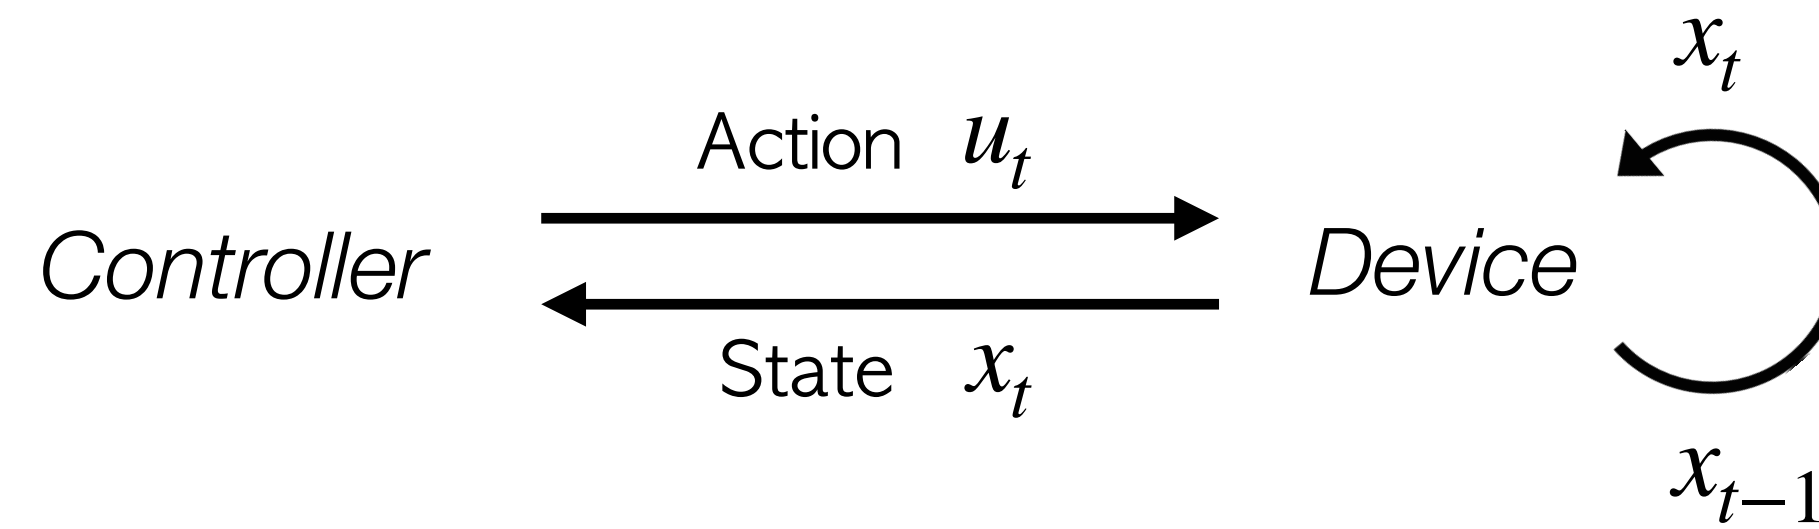 x_t
Action u_t
Controller
Device
State x_t
x_{t-1}